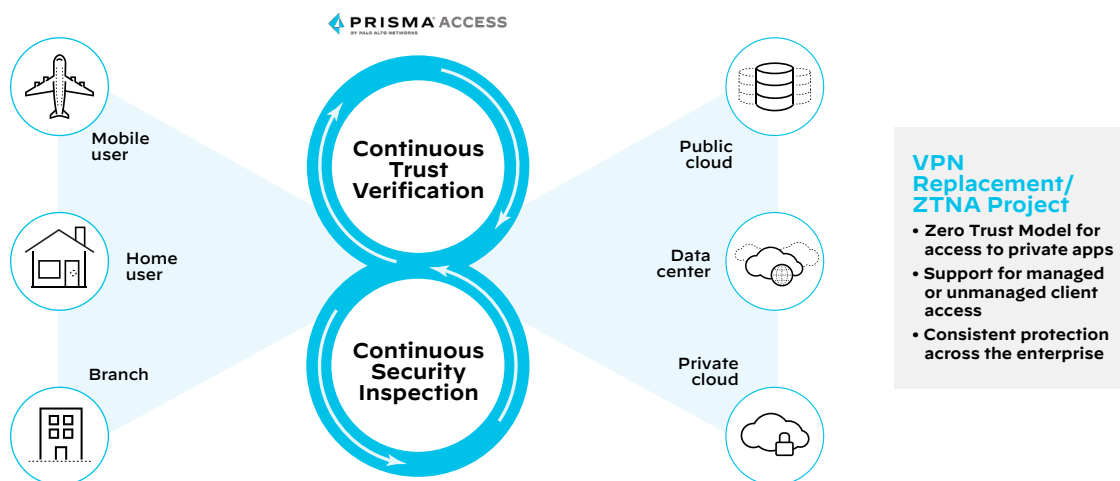 PRISMA® ACCESS
BY PALO ALTO NETWORKS
Mobile
user
Home
user
Branch
Continuous
Trust
Verification
Continuous
Security
Inspection
Public
cloud
Data
center
Private
cloud
VPN
Replacement/
ZTNA Project
• Zero Trust Model for
access to private apps
• Support for managed
or unmanaged client
access
• Consistent protection
across the enterprise